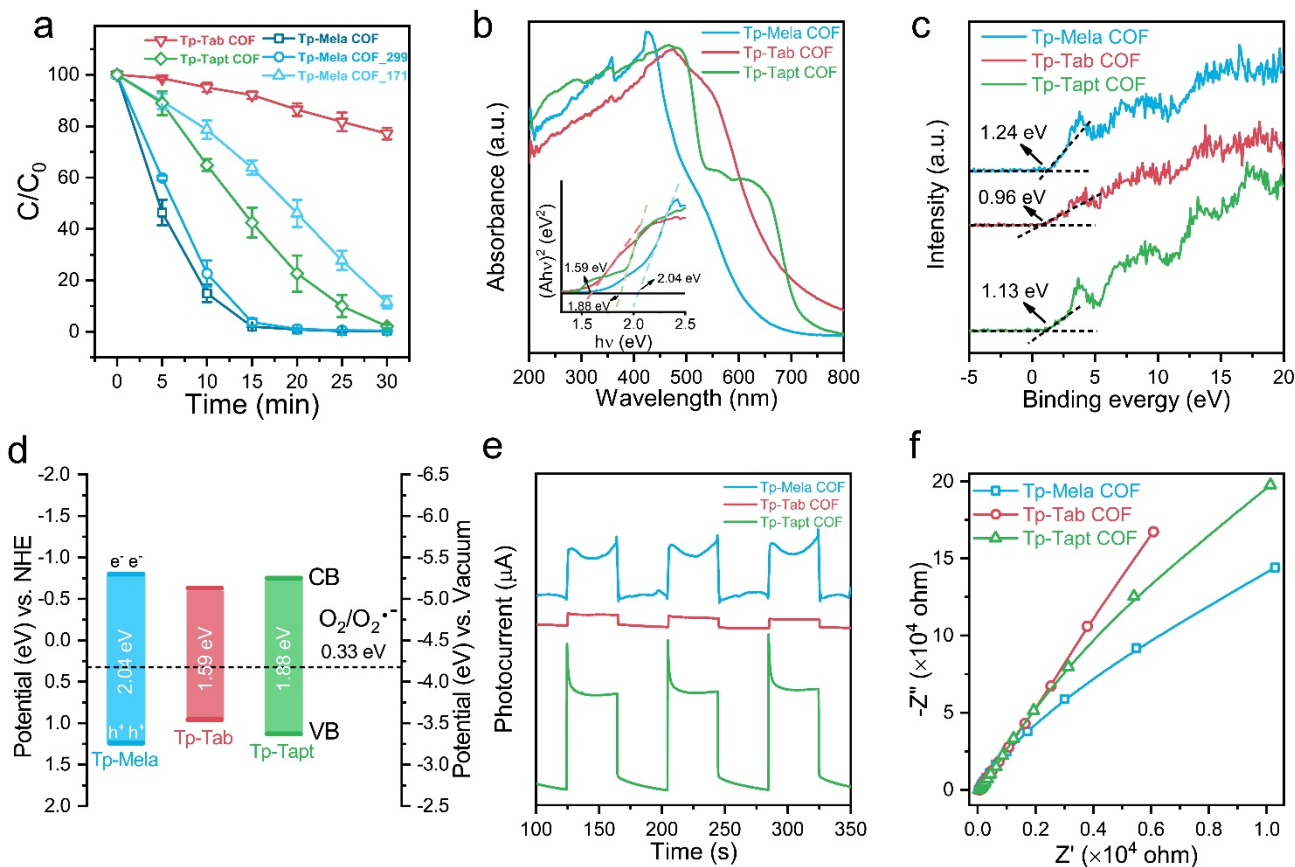 a
Tp-Tab COF
Tp-Tapt COF
Tp-Mela COF
Tp-Mela COF_299
Tp-Mela COF_171
100
80
60
40
20
0
C/C0
0 5 10 15 20 25 30
Time (min)
b
Tp-Mela COF
Tp-Tab COF
Tp-Tapt COF
Absorbance (a.u.)
(Ahν)² (eV²)
1.59 eV
2.04 eV
1.88 eV
1.5 2.0 2.5
hν (eV)
200 300 400 500 600 700 800
Wavelength (nm)
c
Tp-Mela COF
Tp-Tab COF
Tp-Tapt COF
1.24 eV
0.96 eV
1.13 eV
Intensity (a.u.)
-5 0 5 10 15 20
Binding evergy (eV)
d
-2.0
-1.5
-1.0
-0.5
0.0
0.5
1.0
1.5
2.0
Potential (eV) vs. NHE
e⁻ e⁻
2.04 eV
h⁺ h⁺
Tp-Mela
1.59 eV
Tp-Tab
1.88 eV
Tp-Tapt
CB
O₂/O₂•⁻
0.33 eV
VB
-6.5
-6.0
-5.5
-5.0
-4.5
-4.0
-3.5
-3.0
-2.5
Potential (eV) vs. Vacuum
e
Tp-Mela COF
Tp-Tab COF
Tp-Tapt COF
Photocurrent (μA)
100 150 200 250 300 350
Time (s)
f
Tp-Mela COF
Tp-Tab COF
Tp-Tapt COF
20
15
10
5
0
-Z'' (×10⁴ ohm)
0.0 0.2 0.4 0.6 0.8 1.0
Z' (×10⁴ ohm)